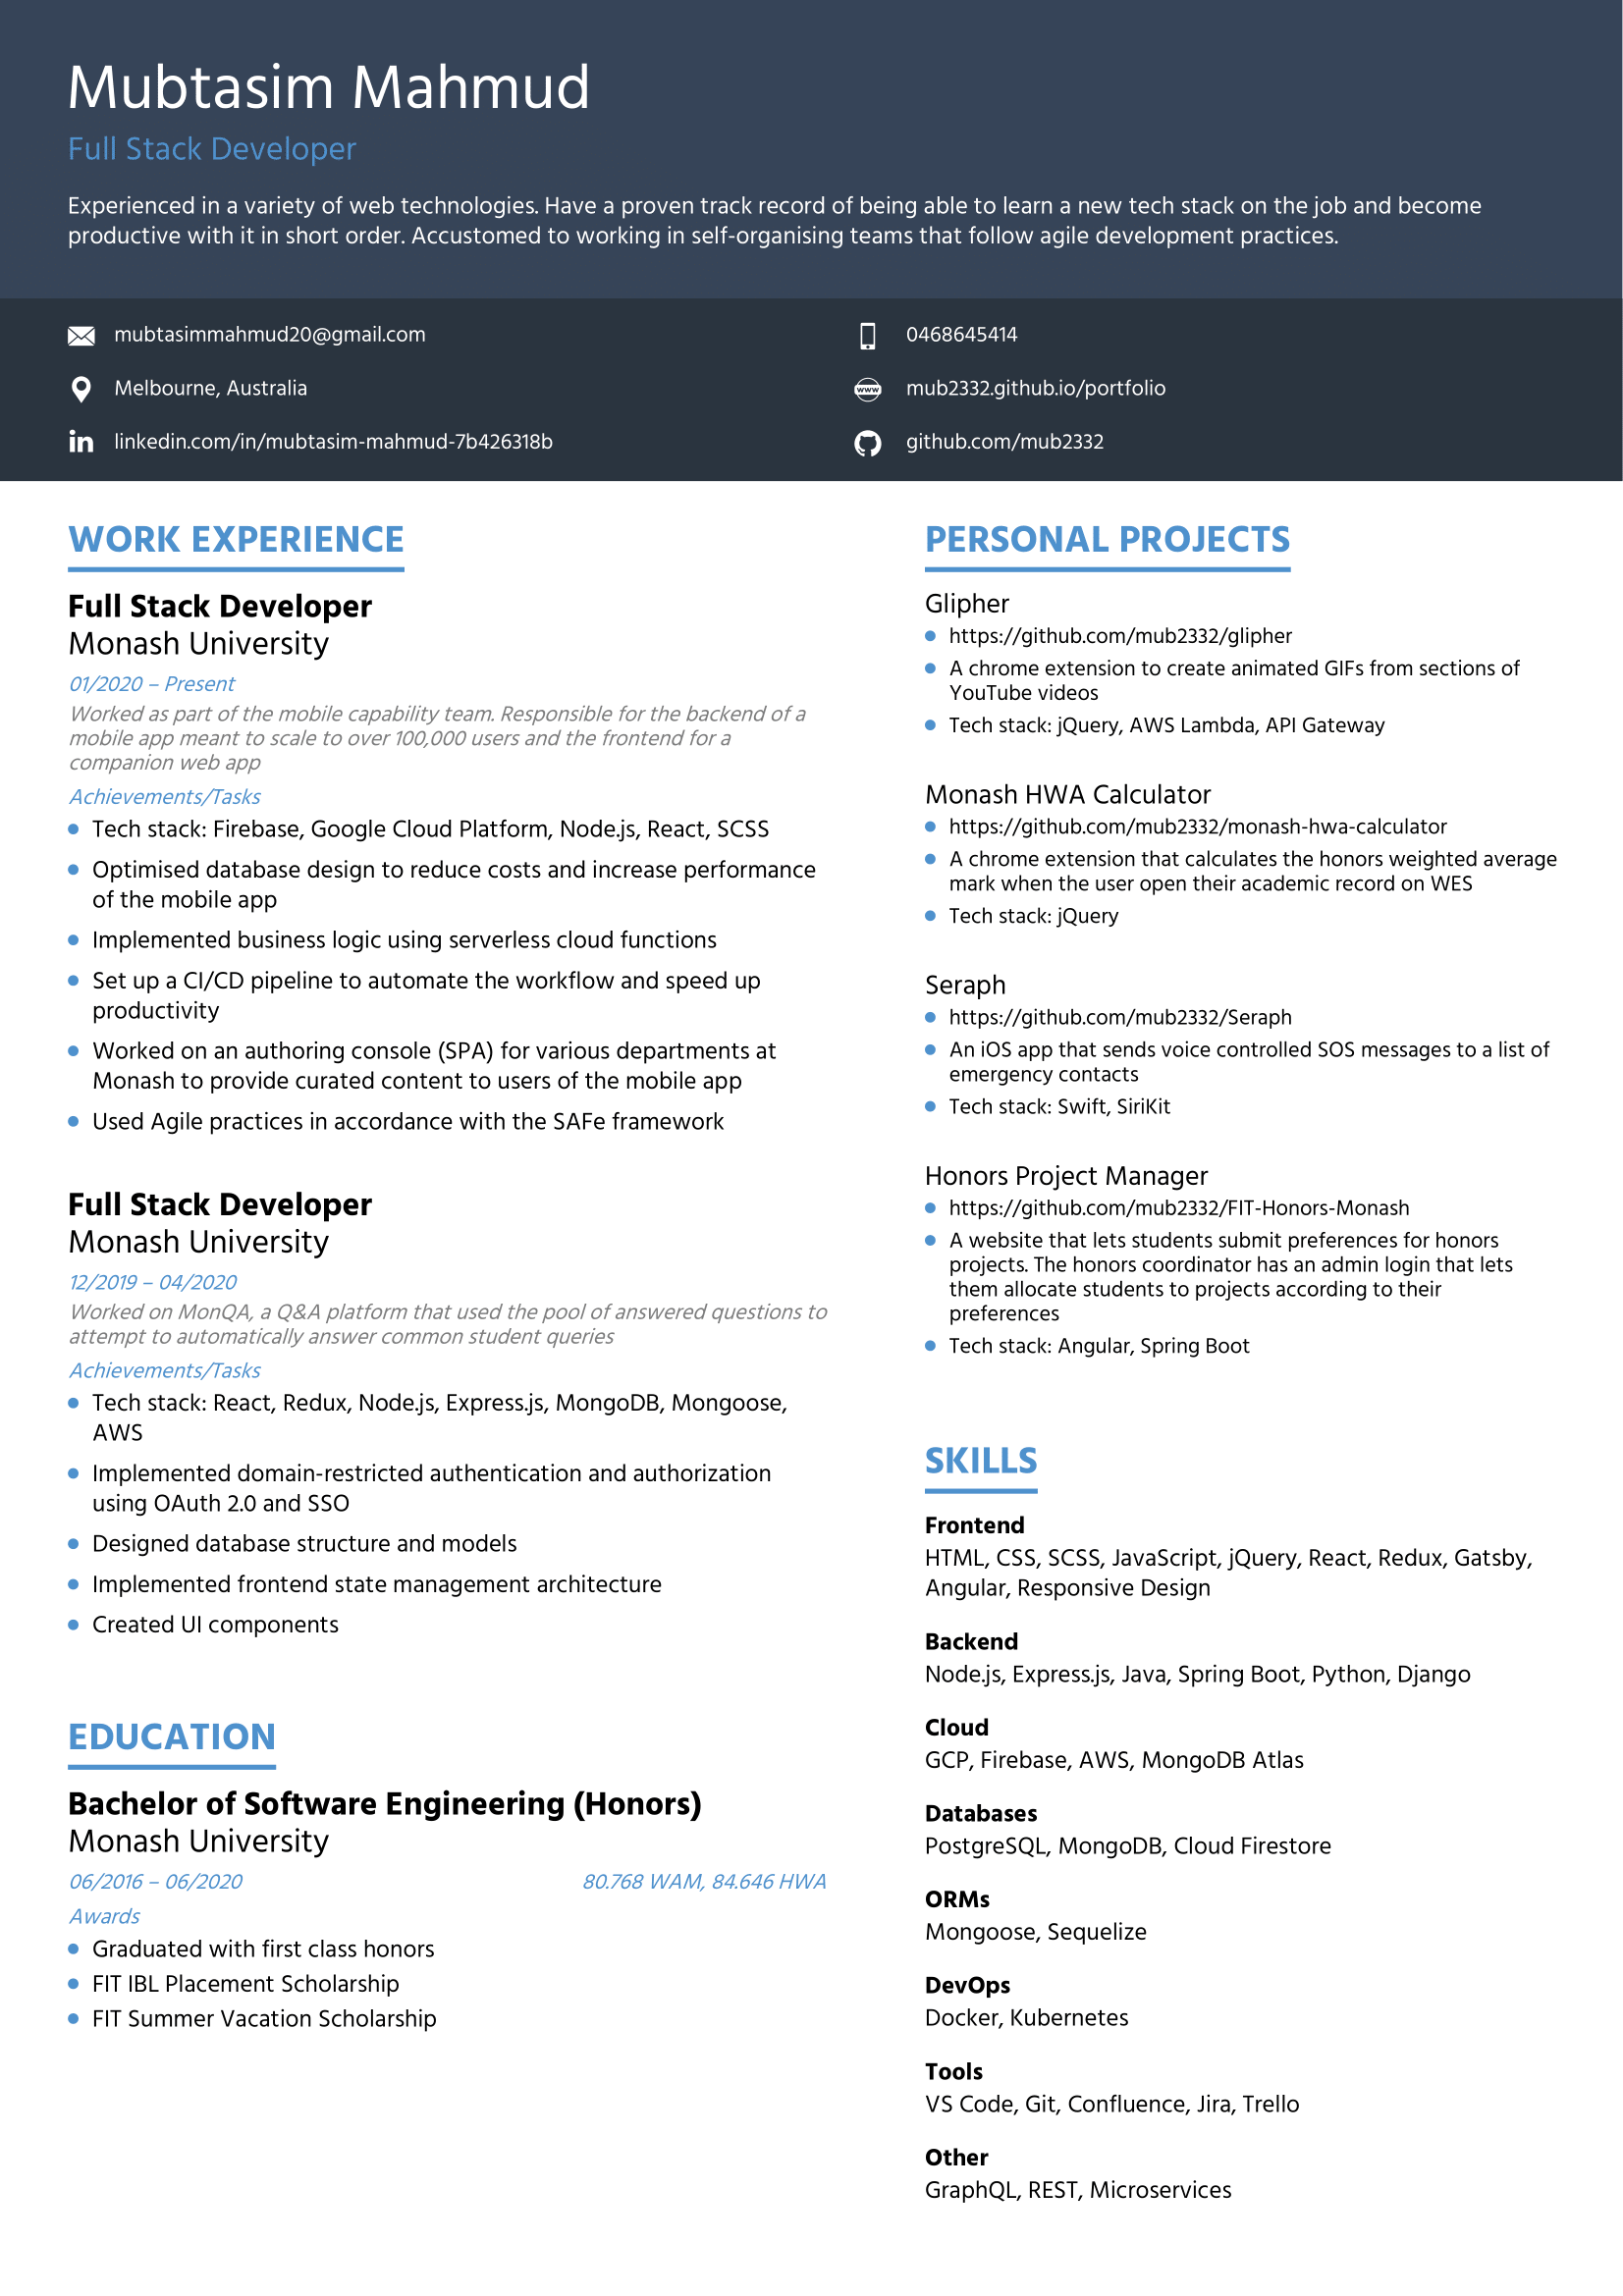 Mubtasim Mahmud
Full Stack Developer
Experienced in a variety of web technologies. Have a proven track record of being able to learn a new tech stack on the job and become
productive with it in short order. Accustomed to working in self-organising teams that follow agile development practices.
mubtasimmahmud20@gmail.com
0468645414
Melbourne, Australia
www
mub2332.github.io/portfolio
in
linkedin.com/in/mubtasim-mahmud-7b426318b
github.com/mub2332
WORK EXPERIENCE
Full Stack Developer
Monash University
01/2020 – Present
Worked as part of the mobile capability team. Responsible for the backend of a
mobile app meant to scale to over 100,000 users and the frontend for a
companion web app
Achievements/Tasks
Tech stack: Firebase, Google Cloud Platform, Node.js, React, SCSS
Optimised database design to reduce costs and increase performance
of the mobile app
Implemented business logic using serverless cloud functions
Set up a CI/CD pipeline to automate the workflow and speed up
productivity
Worked on an authoring console (SPA) for various departments at
Monash to provide curated content to users of the mobile app
Used Agile practices in accordance with the SAFe framework
Full Stack Developer
Monash University
12/2019 – 04/2020
Worked on MonQA, a Q&A platform that used the pool of answered questions to
attempt to automatically answer common student queries
Achievements/Tasks
Tech stack: React, Redux, Node.js, Express.js, MongoDB, Mongoose,
AWS
Implemented domain-restricted authentication and authorization
using OAuth 2.0 and SSO
Designed database structure and models
Implemented frontend state management architecture
Created UI components
EDUCATION
Bachelor of Software Engineering (Honors)
Monash University
06/2016 – 06/2020 80.768 WAM, 84.646 HWA
Awards
Graduated with first class honors
FIT IBL Placement Scholarship
FIT Summer Vacation Scholarship
PERSONAL PROJECTS
Glipher
https://github.com/mub2332/glipher
A chrome extension to create animated GIFs from sections of
YouTube videos
Tech stack: jQuery, AWS Lambda, API Gateway
Monash HWA Calculator
https://github.com/mub2332/monash-hwa-calculator
A chrome extension that calculates the honors weighted average
mark when the user open their academic record on WES
Tech stack: jQuery
Seraph
https://github.com/mub2332/Seraph
An iOS app that sends voice controlled SOS messages to a list of
emergency contacts
Tech stack: Swift, SiriKit
Honors Project Manager
https://github.com/mub2332/FIT-Honors-Monash
A website that lets students submit preferences for honors
projects. The honors coordinator has an admin login that lets
them allocate students to projects according to their
preferences
Tech stack: Angular, Spring Boot
SKILLS
Frontend
HTML, CSS, SCSS, JavaScript, jQuery, React, Redux, Gatsby,
Angular, Responsive Design
Backend
Node.js, Express.js, Java, Spring Boot, Python, Django
Cloud
GCP, Firebase, AWS, MongoDB Atlas
Databases
PostgreSQL, MongoDB, Cloud Firestore
ORMs
Mongoose, Sequelize
DevOps
Docker, Kubernetes
Tools
VS Code, Git, Confluence, Jira, Trello
Other
GraphQL, REST, Microservices